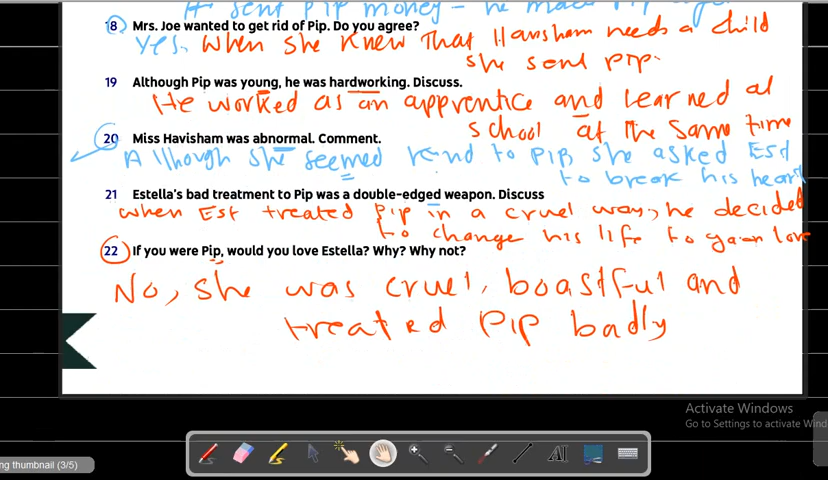 A sent Pip money - he made Pip
18 Mrs. Joe wanted to get rid of Pip. Do you agree?
Yes. when she knew that Havsham needs a child
she sent pip.
19 Although Pip was young, he was hardworking. Discuss.
He worked as an apprentice and learned at
school at the same time
20 Miss Havisham was abnormal. Comment.
Although she seemed kind to Pip, she asked Est
to break his heart
21 Estella's bad treatment to Pip was a double-edged weapon. Discuss
when Est treated Pip in a cruel way, he decided
to change his life to gain love
22 If you were Pip, would you love Estella? Why? Why not?
No, she was cruel, boastful and
treated Pip badly
Activate Windows
Go to Settings to activate Wind
ng thumbnail (3/5)
AI